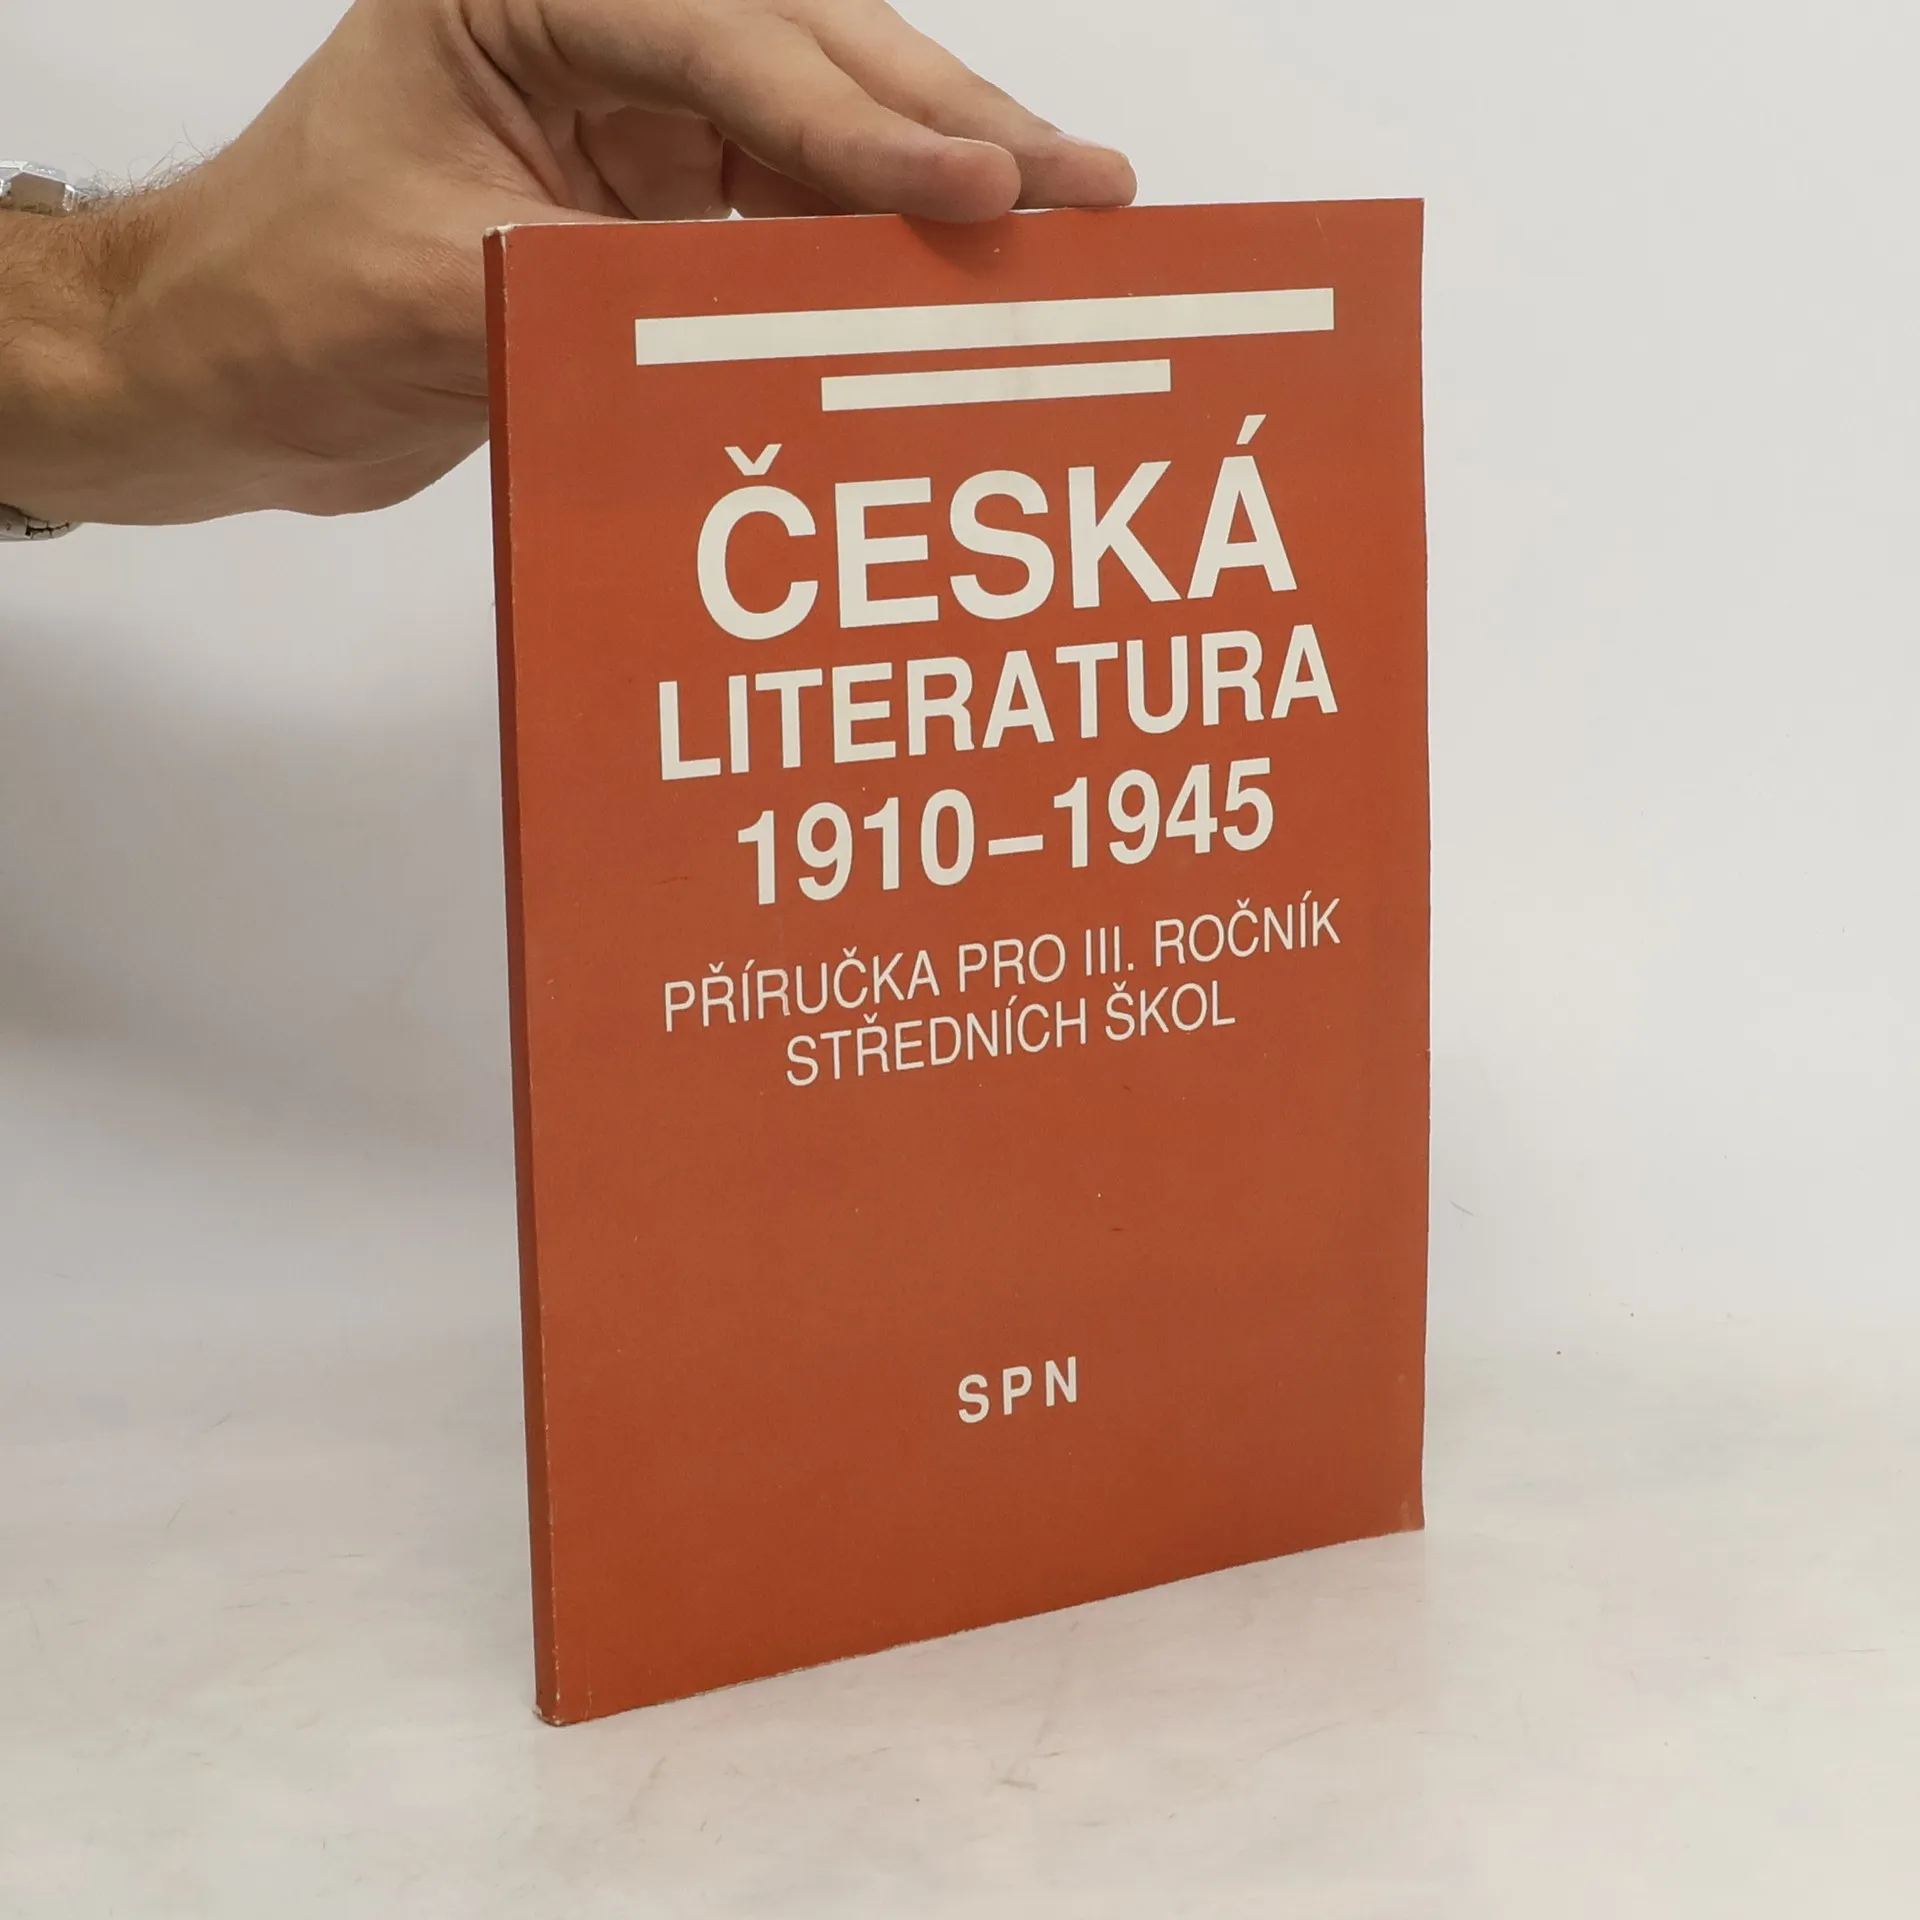 ČESKÁ
LITERATURA
1910–1945
PŘÍRUČKA PRO III. ROČNÍK
STŘEDNÍCH ŠKOL
SPN